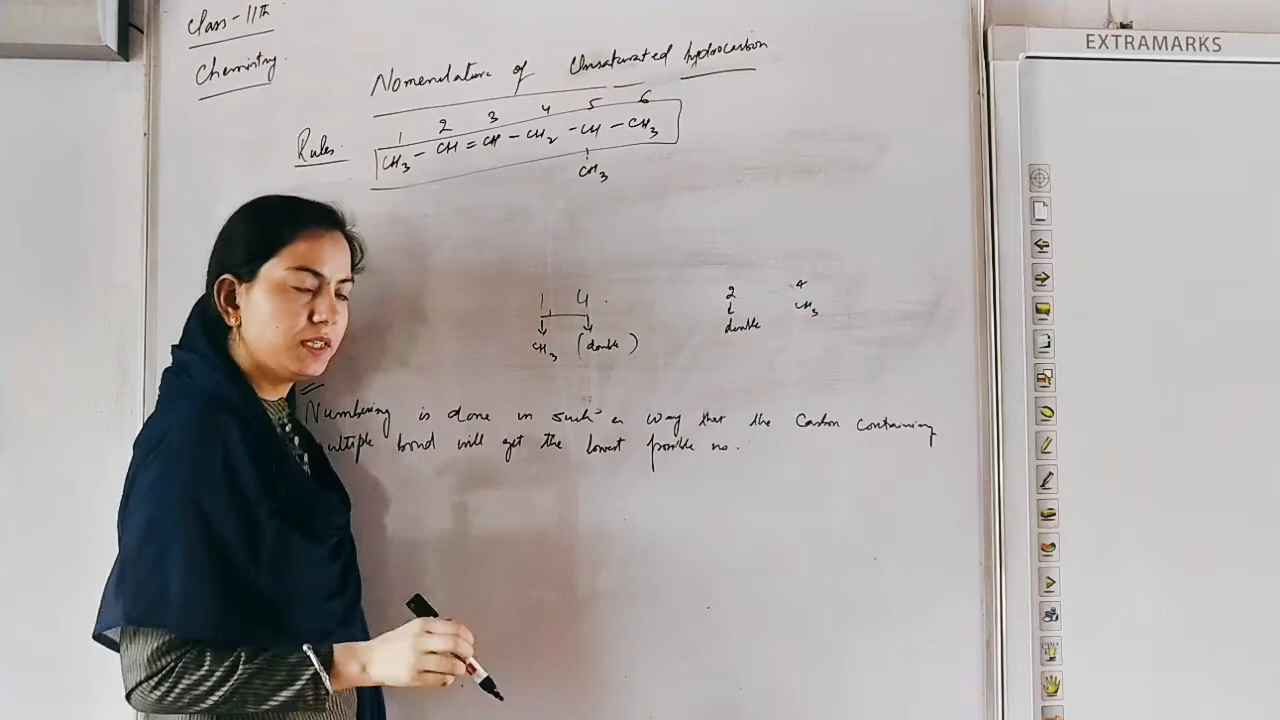 Class-11th
Chemistry.
EXTRAMARKS
Nomenclature of Unsaturated hydrocarbon
Rules.
1 2 3 4 5 6
CH3 - CH = CH - CH2 - CH - CH3
CH3
1 4 .
CH3 (double)
2 4
double CH3
Numbering is done in such a way that the Carbon containing
ultiple bond will get the lowest possible no.